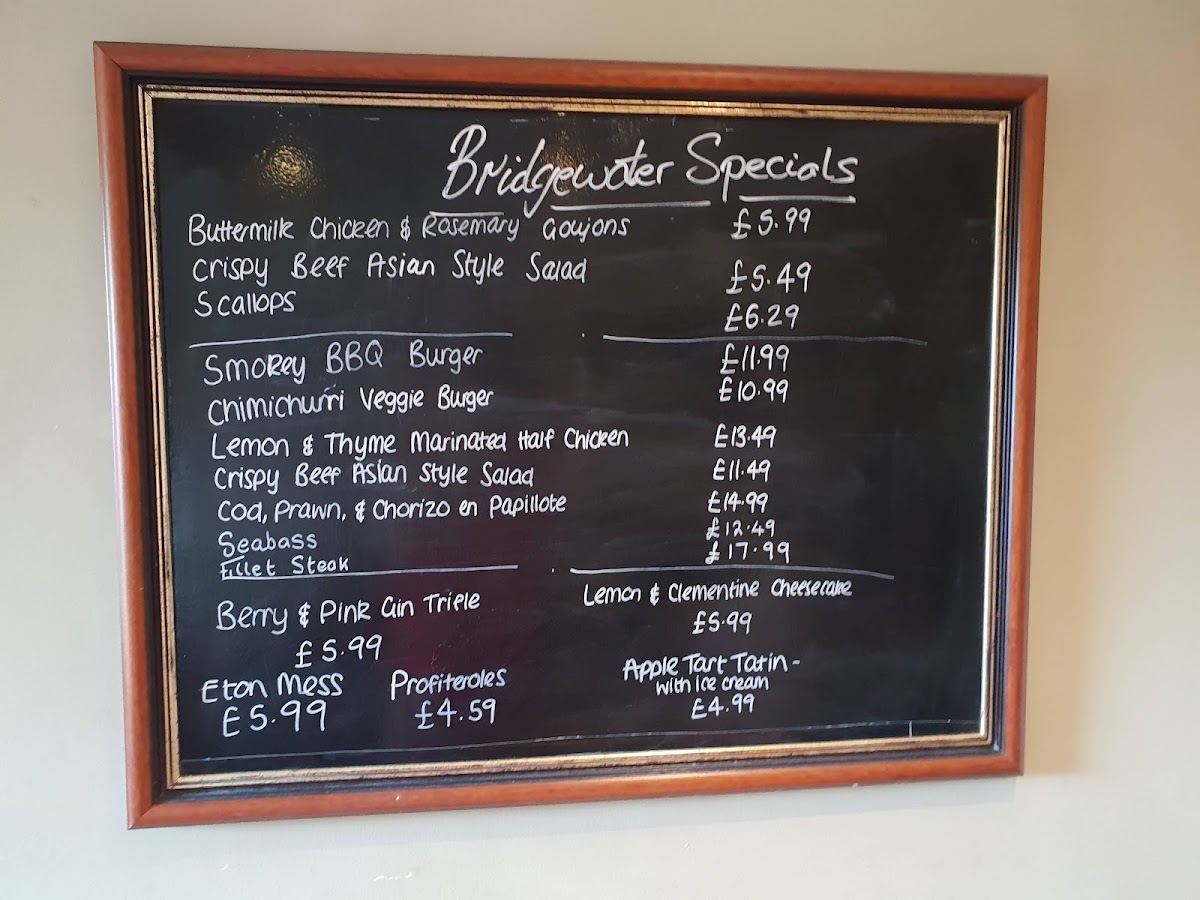 Bridgewater Specials
Buttermilk Chicken & Rosemary Goujons £5.99
Crispy Beef Asian Style Salad £5.49
Scallops £6.29
Smokey BBQ Burger £11.99
Chimichurri Veggie Burger £10.99
Lemon & Thyme Marinated Half Chicken £13.49
Crispy Beef Asian Style Salad £11.49
Cod, Prawn, & Chorizo en Papillote £14.99
Seabass £12.49
Fillet Steak £17.99
Berry & Pink Gin Trifle
£5.99
Lemon & Clementine Cheesecake
£5.99
Eton Mess
£5.99
Profiteroles
£4.59
Apple Tart Tatin -
with ice cream
£4.99